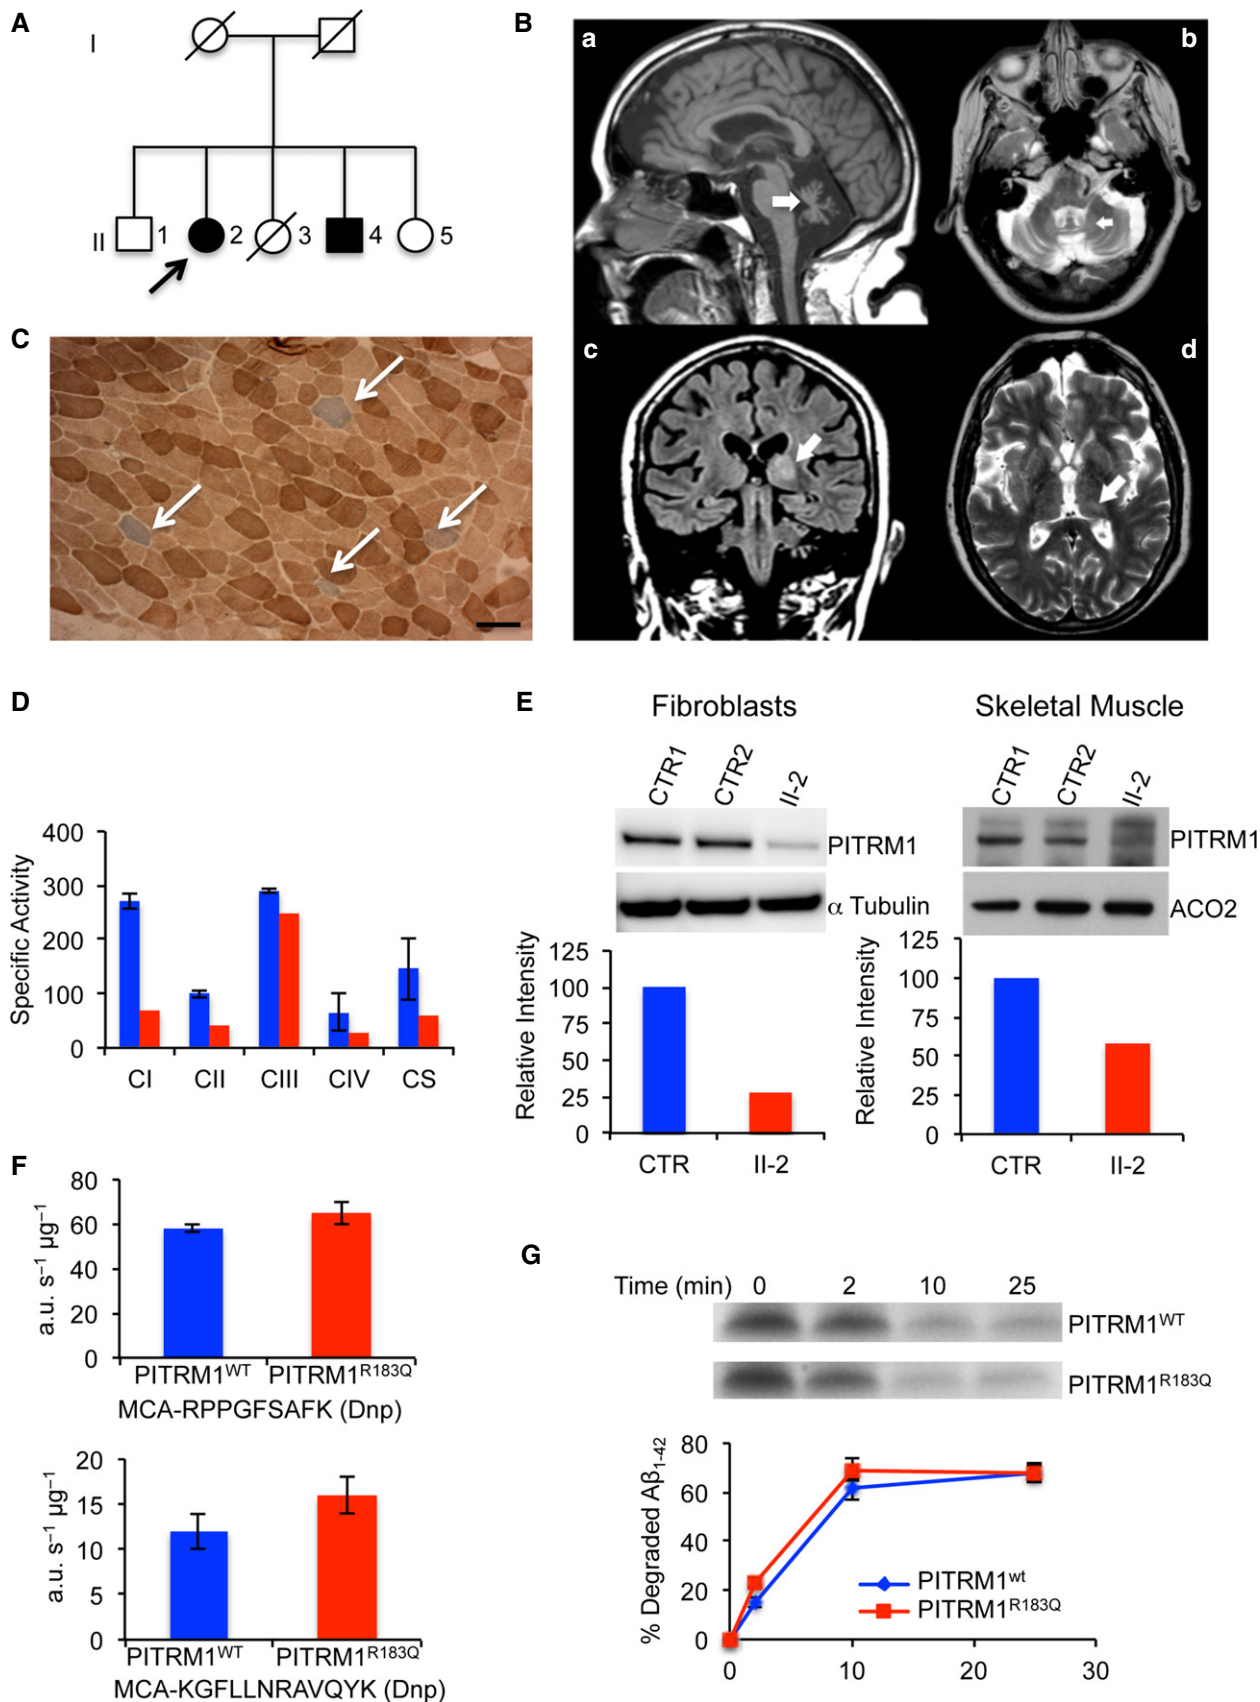 A
I
II
1
2
3
4
5
B
a
b
c
d
C
D
400
300
200
100
0
Specific Activity
CI
CII
CIII
CIV
CS
E
Fibroblasts
CTR1
CTR2
II-2
PITRM1
α Tubulin
125
100
75
50
25
0
Relative Intensity
CTR
II-2
Skeletal Muscle
CTR1
CTR2
II-2
PITRM1
ACO2
125
100
75
50
25
0
Relative Intensity
CTR
II-2
F
80
60
40
20
0
a.u. s⁻¹ µg⁻¹
PITRM1ᵂᵀ
PITRM1ᴿ¹⁸³Q
MCA-RPPGFSAFK (Dnp)
20
15
10
5
0
a.u. s⁻¹ µg⁻¹
PITRM1ᵂᵀ
PITRM1ᴿ¹⁸³Q
MCA-KGFLLNRAVQYK (Dnp)
G
Time (min) 0 2 10 25
PITRM1ᵂᵀ
PITRM1ᴿ¹⁸³Q
80
60
40
20
0
% Degraded Aβ₁₋₄₂
PITRM1ʷᵗ
PITRM1ᴿ¹⁸³Q
0 10 20 30